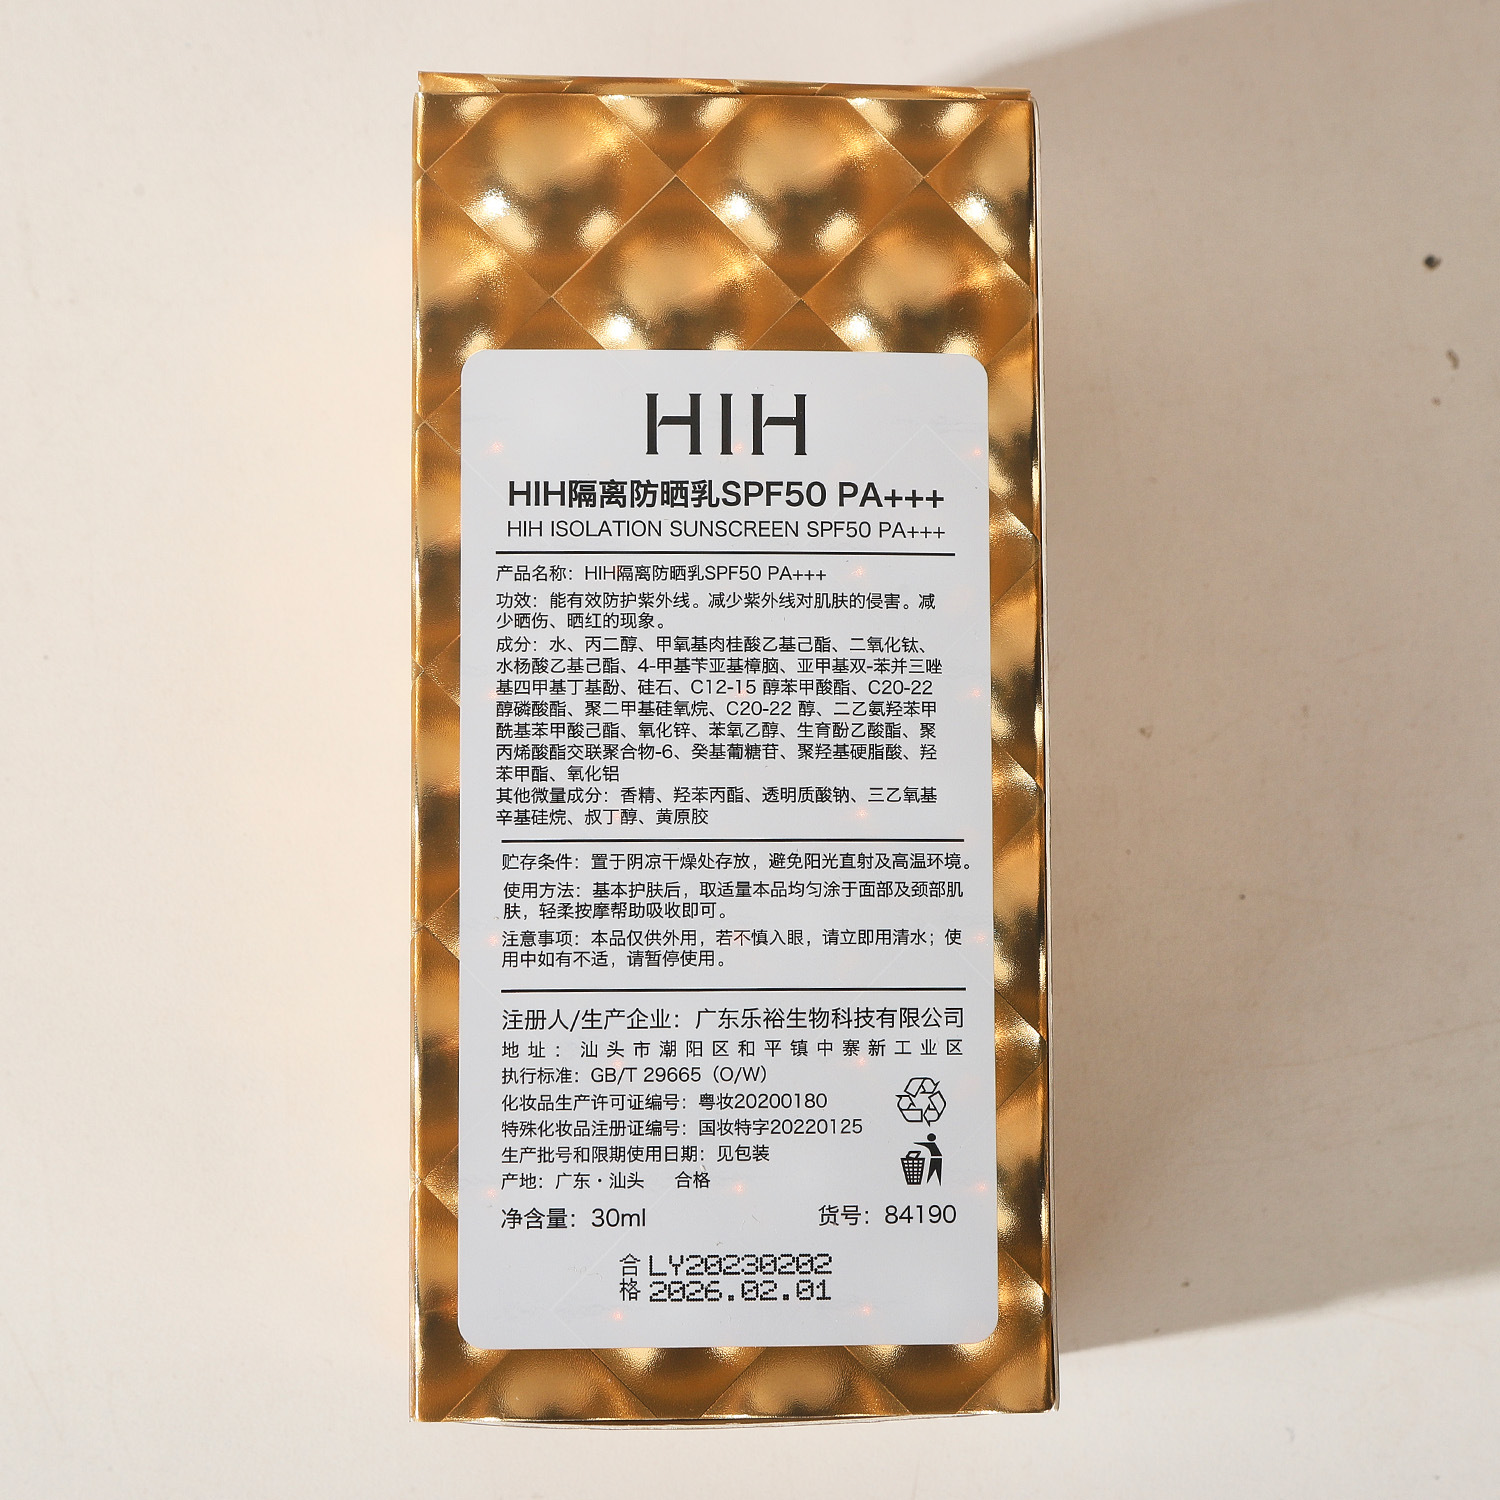 HIH
HIH隔离防晒乳SPF50 PA+++
HIH ISOLATION SUNSCREEN SPF50 PA+++
产品名称：HIH隔离防晒乳SPF50 PA+++
功效：能有效防护紫外线。减少紫外线对肌肤的侵害。减
少晒伤、晒红的现象。
成分：水、丙二醇、甲氧基肉桂酸乙基己酯、二氧化钛、
水杨酸乙基己酯、4-甲基苄亚基樟脑、亚甲基双-苯并三唑
基四甲基丁基酚、硅石、C12-15 醇苯甲酸酯、C20-22
醇磷酸酯、聚二甲基硅氧烷、C20-22 醇、二乙氨羟苯甲
酰基苯甲酸己酯、氧化锌、苯氧乙醇、生育酚乙酸酯、聚
丙烯酸酯交联聚合物-6、癸基葡糖苷、聚羟基硬脂酸、羟
苯甲酯、氧化铝
其他微量成分：香精、羟苯丙酯、透明质酸钠、三乙氧基
辛基硅烷、叔丁醇、黄原胶
贮存条件：置于阴凉干燥处存放，避免阳光直射及高温环境。
使用方法：基本护肤后，取适量本品均匀涂于面部及颈部肌
肤，轻柔按摩帮助吸收即可。
注意事项：本品仅供外用，若不慎入眼，请立即用清水；使
用中如有不适，请暂停使用。
注册人/生产企业：广东乐裕生物科技有限公司
地址：汕头市潮阳区和平镇中寨新工业区
执行标准：GB/T 29665（O/W）
化妆品生产许可证编号：粤妆20200180
特殊化妆品注册证编号：国妆特字20220125
生产批号和限期使用日期：见包装
产地：广东·汕头 合格
净含量：30ml 货号：84190
合格 LY20230202
2026.02.01